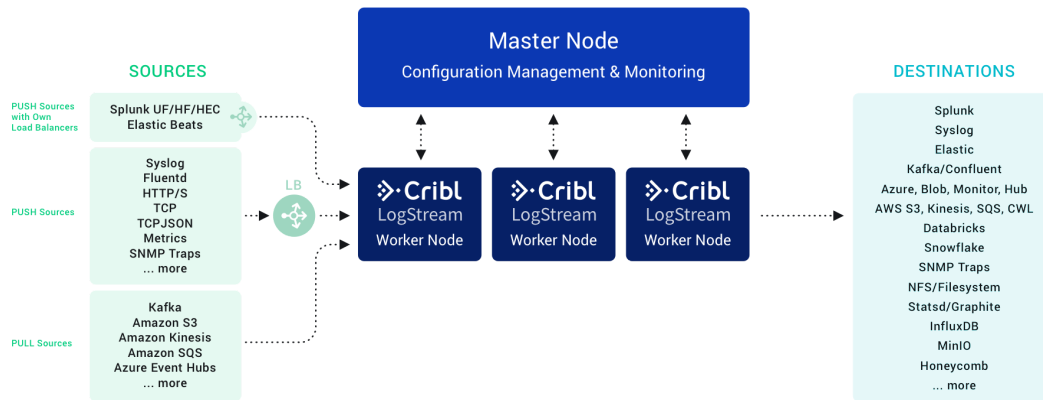 Master Node
Configuration Management & Monitoring
SOURCES
DESTINATIONS
PUSH Sources
with Own
Load Balancers
Splunk UF/HF/HEC
Elastic Beats
PUSH Sources
Syslog
Fluentd
HTTP/S
TCP
TCPJSON
Metrics
SNMP Traps
... more
LB
PULL Sources
Kafka
Amazon S3
Amazon Kinesis
Amazon SQS
Azure Event Hubs
... more
Cribl
LogStream
Worker Node
Cribl
LogStream
Worker Node
Cribl
LogStream
Worker Node
Splunk
Syslog
Elastic
Kafka/Confluent
Azure, Blob, Monitor, Hub
AWS S3, Kinesis, SQS, CWL
Databricks
Snowflake
SNMP Traps
NFS/Filesystem
Statsd/Graphite
InfluxDB
MinIO
Honeycomb
... more